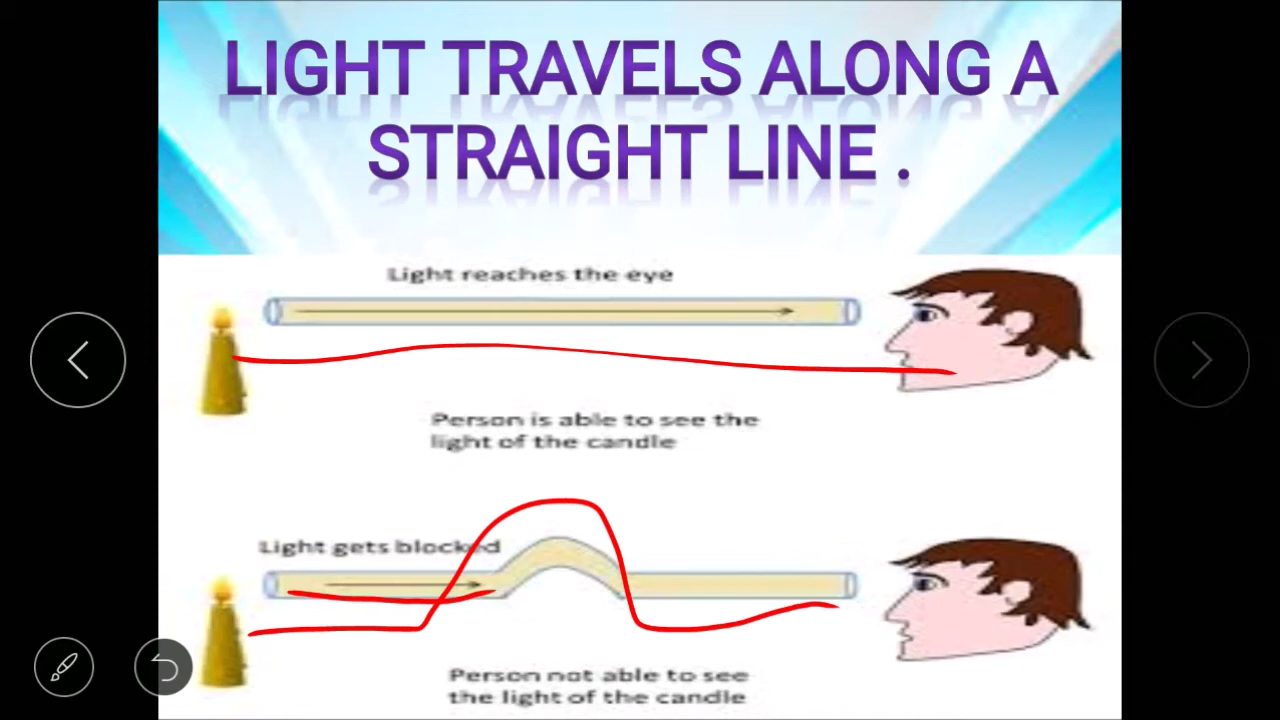 LIGHT TRAVELS ALONG A
STRAIGHT LINE .
Light reaches the eye
Person is able to see the
light of the candle
Light gets blocked
Person not able to see
the light of the candle